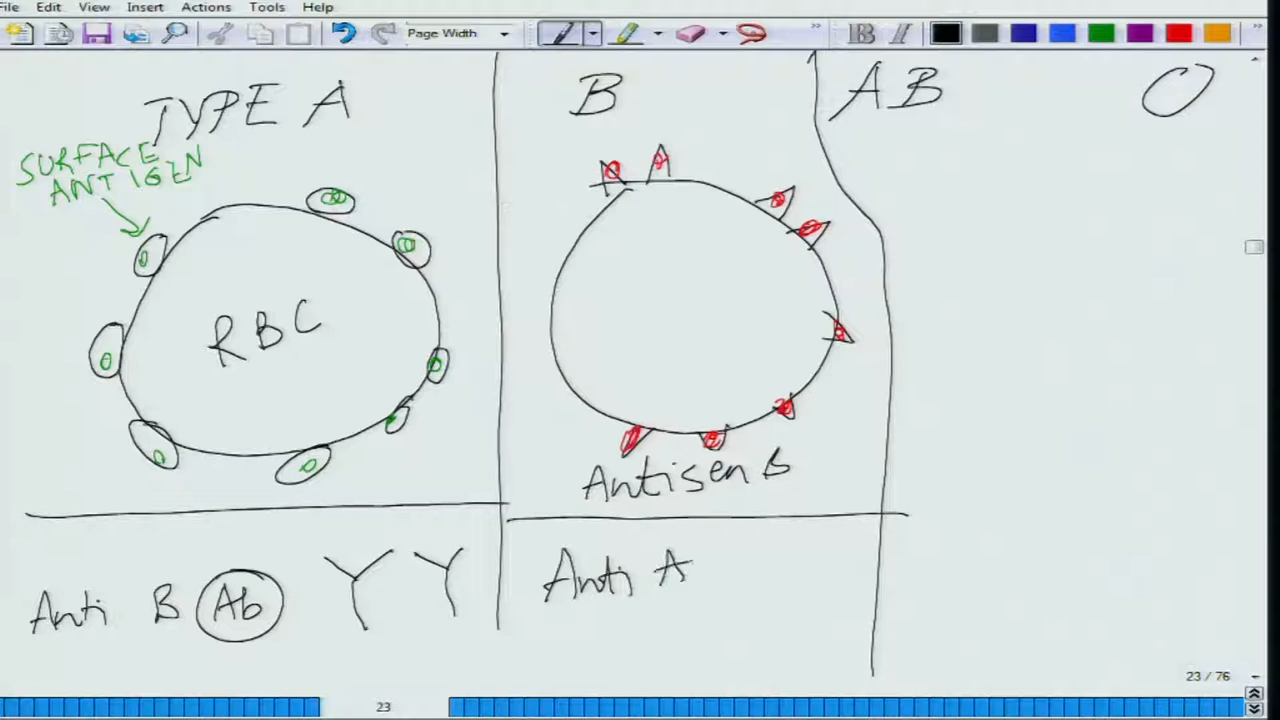 File Edit View Insert Actions Tools Help
Page Width
B I
TYPE A
B
AB
O
SURFACE
ANTIGEN
RBC
Antigen B
Anti B Ab
Anti A
23 / 76
23